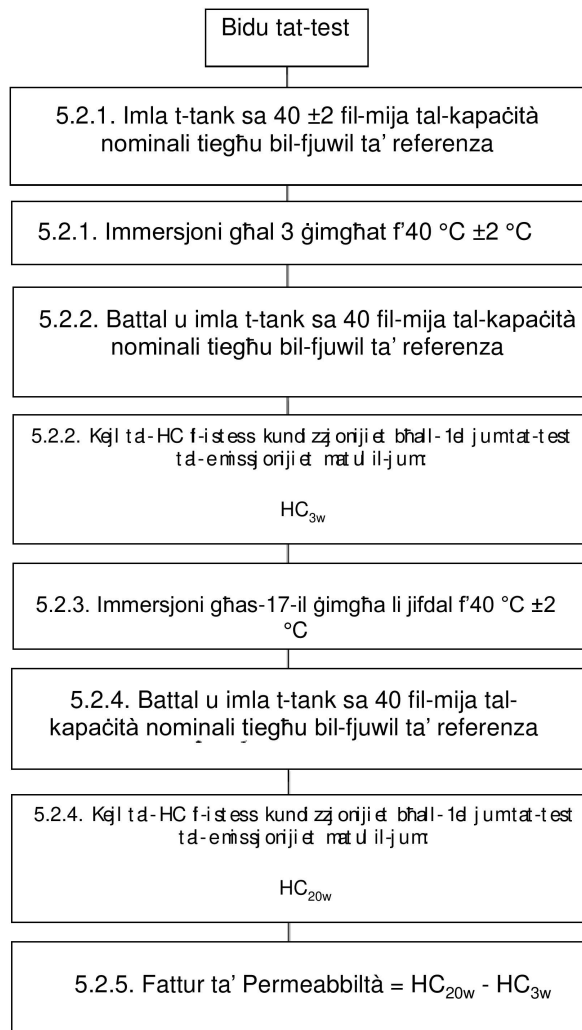 Bidu tat-test
5.2.1. Imla t-tank sa 40 ±2 fil-mija tal-kapaċità
nominali tiegħu bil-fjuwil ta’ referenza
5.2.1. Immersjoni għal 3 ġimgħat f’40 °C ±2 °C
5.2.2. Battal u imla t-tank sa 40 fil-mija tal-kapaċità
nominali tiegħu bil-fjuwil ta’ referenza
5.2.2. Kejl tal-HC f-istess kundizzjonijiet bħall-1el jum tat-test
tal-emissjonijiet matul il-jum:
HC3w
5.2.3. Immersjoni għas-17-il ġimgħa li jifdal f’40 °C ±2
°C
5.2.4. Battal u imla t-tank sa 40 fil-mija tal-
kapaċità nominali tiegħu bil-fjuwil ta’ referenza
5.2.4. Kejl tal-HC f-istess kundizzjonijiet bħall-1el jum tat-test
tal-emissjonijiet matul il-jum:
HC20w
5.2.5. Fattur ta’ Permeabbiltà = HC20w - HC3w